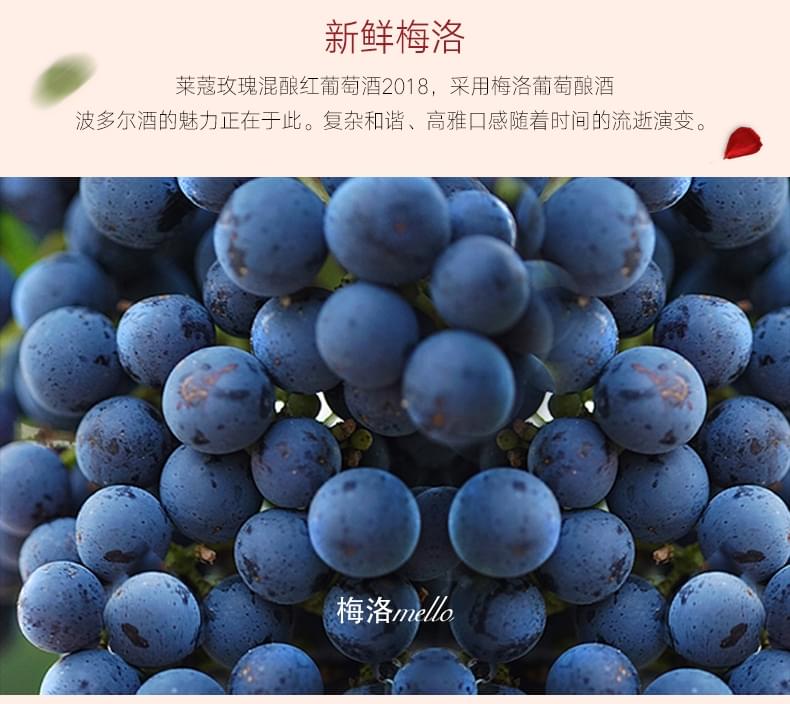 新鲜梅洛
莱蔻玫瑰混酿红葡萄酒2018，采用梅洛葡萄酿酒
波多尔酒的魅力正在于此。复杂和谐、高雅口感随着时间的流逝演变。
梅洛mello